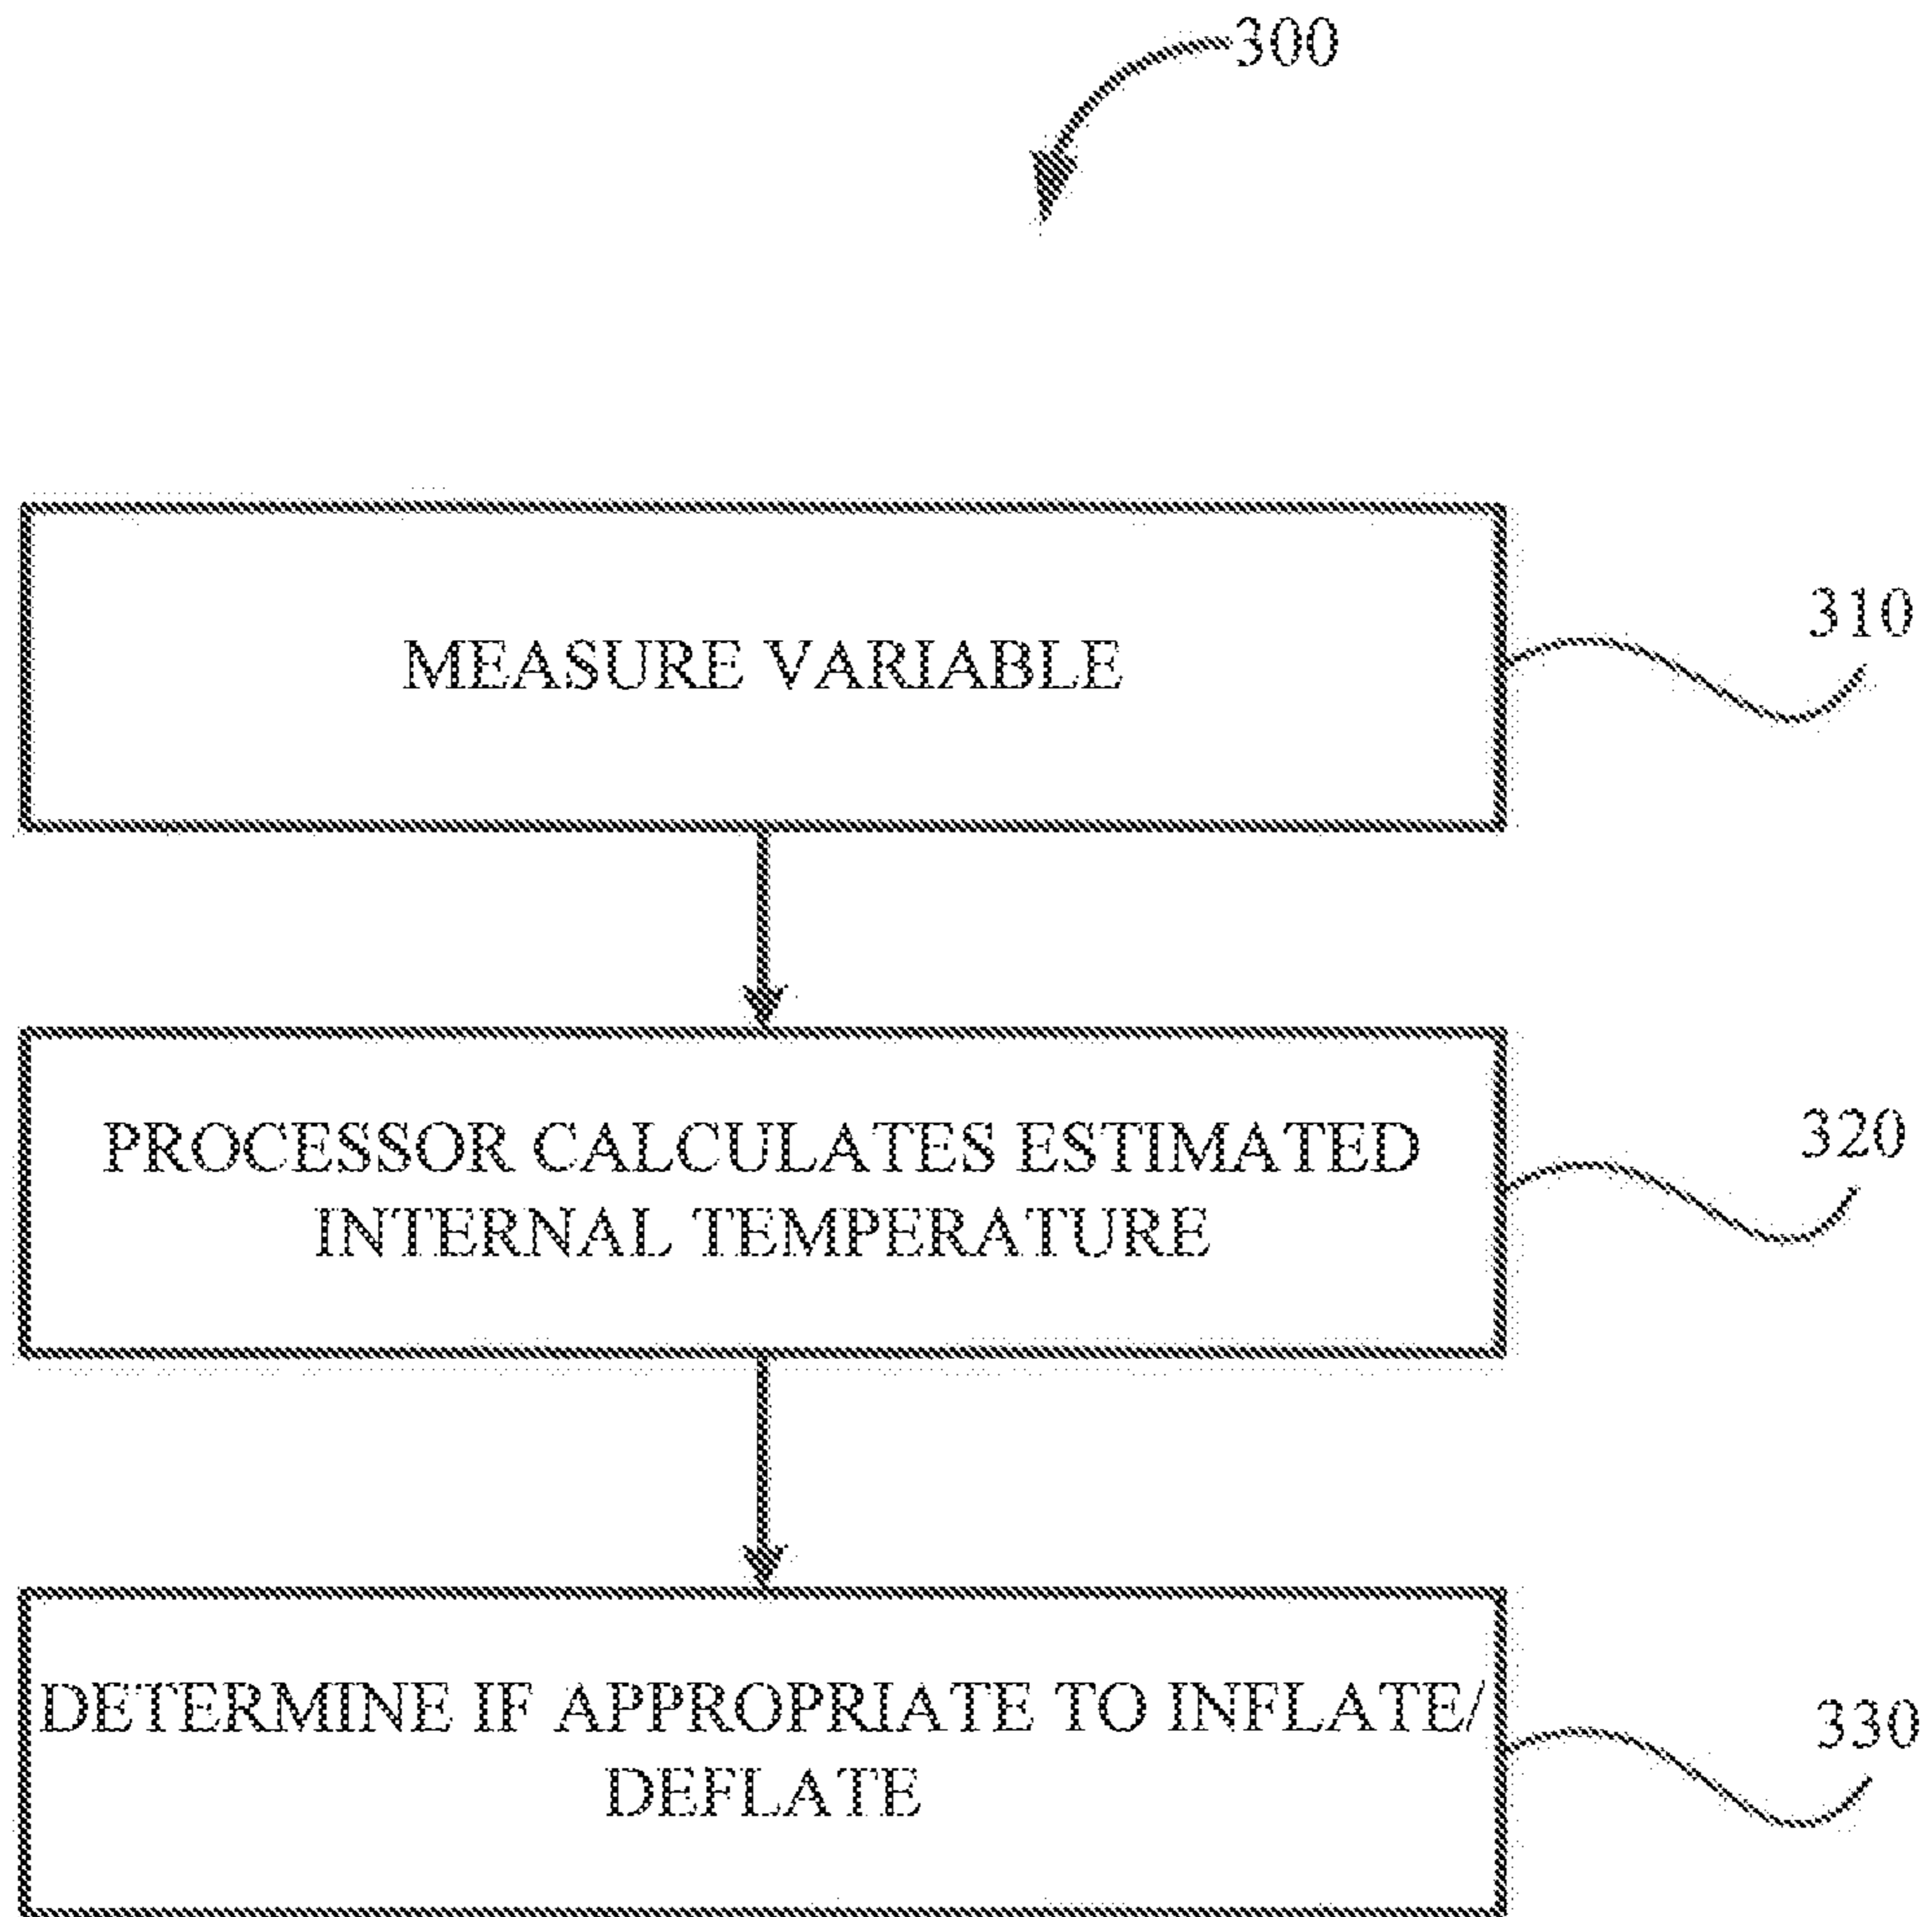 300
MEASURE VARIABLE
310
PROCESSOR CALCULATES ESTIMATED
INTERNAL TEMPERATURE
320
DETERMINE IF APPROPRIATE TO INFLATE/
DEFLATE
330